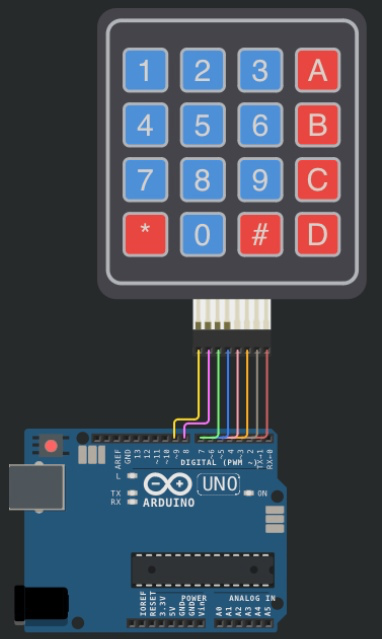 1 2 3 A
4 5 6 B
7 8 9 C
* 0 # D
AREF
GND
13
12
~11
~10
~9
8
7
~6
~5
4
~3
~ 2
TX→1
RX←0
DIGITAL (PWM ~)
L
TX
RX
UNO
ARDUINO
ON
IOREF
RESET
3.3V
5V
GND
GND
Vin
POWER
ANALOG IN
A0
A1
A2
A3
A4
A5